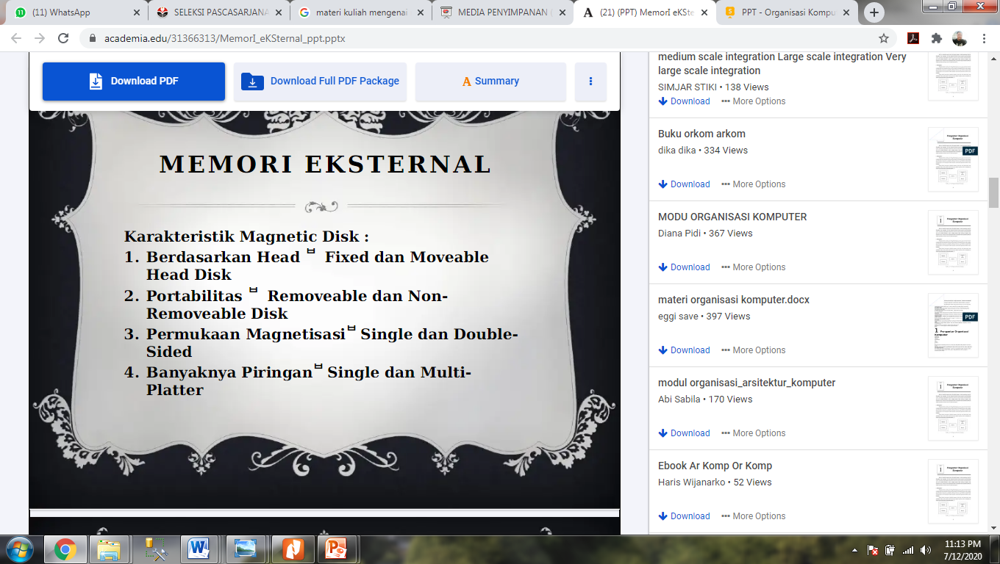 (11) WhatsApp
SELEKSI PASCASARJANA
materi kuliah mengenai
MEDIA PENYIMPANAN (
(21) (PPT) MemorI eKSte
PPT - Organisasi Kompu
academia.edu/31366313/MemorI_eKSternal_ppt.pptx
Download PDF
Download Full PDF Package
Summary
MEMORI EKSTERNAL
Karakteristik Magnetic Disk :
1. Berdasarkan Head Fixed dan Moveable
Head Disk
2. Portabilitas Removeable dan Non-
Removeable Disk
3. Permukaan Magnetisasi Single dan Double-
Sided
4. Banyaknya Piringan Single dan Multi-
Platter
medium scale integration Large scale integration Very
large scale integration
SIMJAR STIKI • 138 Views
Download More Options
Buku orkom arkom
dika dika • 334 Views
PDF
Download More Options
MODU ORGANISASI KOMPUTER
Diana Pidi • 367 Views
Download More Options
materi organisasi komputer.docx
eggi save • 397 Views
PDF
Download More Options
modul organisasi_arsitektur_komputer
Abi Sabila • 170 Views
Download More Options
Ebook Ar Komp Or Komp
Haris Wijanarko • 52 Views
Download More Options
11:13 PM
7/12/2020